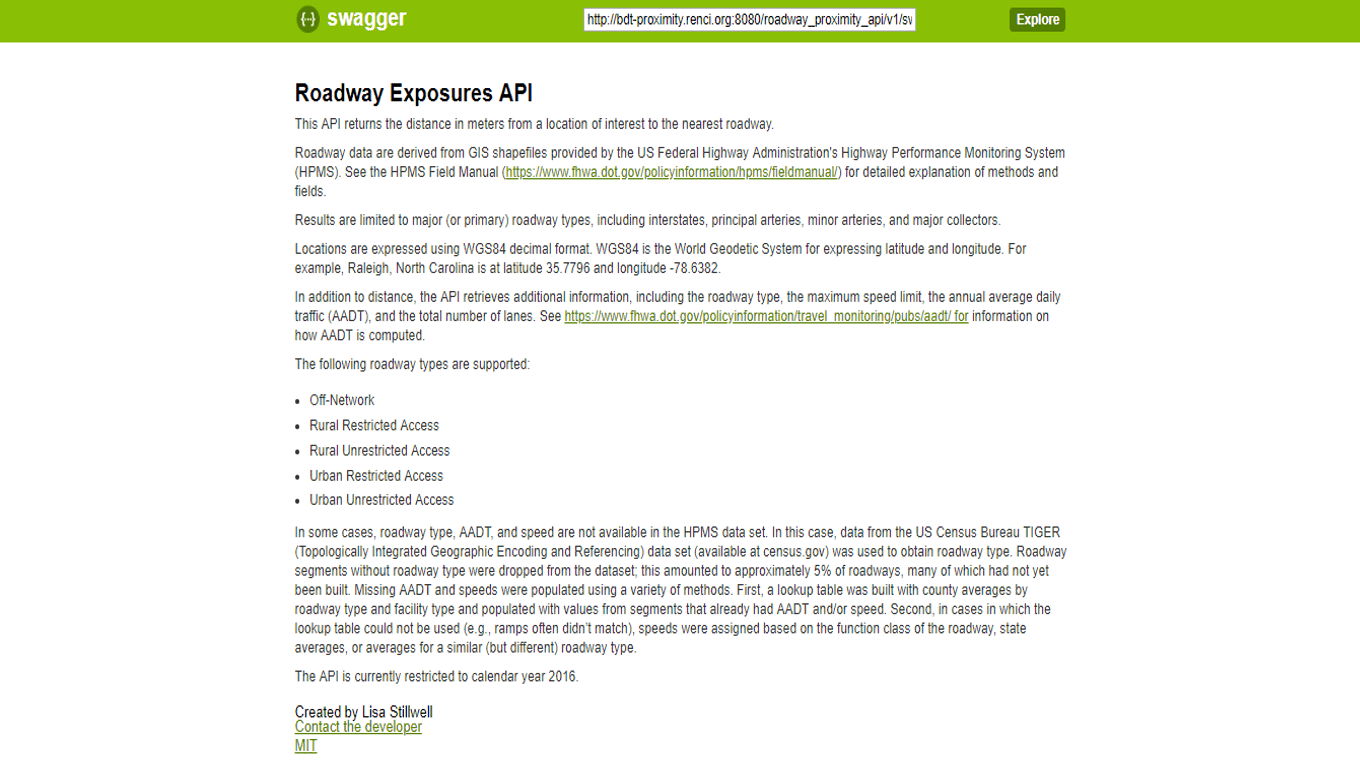 swagger
http://bdt-proximity.renci.org:8080/roadway_proximity_api/v1/sw
Explore
Roadway Exposures API
This API returns the distance in meters from a location of interest to the nearest roadway.
Roadway data are derived from GIS shapefiles provided by the US Federal Highway Administration's Highway Performance Monitoring System
(HPMS). See the HPMS Field Manual (https://www.fhwa.dot.gov/policyinformation/hpms/fieldmanual/) for detailed explanation of methods and
fields.
Results are limited to major (or primary) roadway types, including interstates, principal arteries, minor arteries, and major collectors.
Locations are expressed using WGS84 decimal format. WGS84 is the World Geodetic System for expressing latitude and longitude. For
example, Raleigh, North Carolina is at latitude 35.7796 and longitude -78.6382.
In addition to distance, the API retrieves additional information, including the roadway type, the maximum speed limit, the annual average daily
traffic (AADT), and the total number of lanes. See https://www.fhwa.dot.gov/policyinformation/travel_monitoring/pubs/aadt/ for information on
how AADT is computed.
The following roadway types are supported:
• Off-Network
• Rural Restricted Access
• Rural Unrestricted Access
• Urban Restricted Access
• Urban Unrestricted Access
In some cases, roadway type, AADT, and speed are not available in the HPMS data set. In this case, data from the US Census Bureau TIGER
(Topologically Integrated Geographic Encoding and Referencing) data set (available at census.gov) was used to obtain roadway type. Roadway
segments without roadway type were dropped from the dataset; this amounted to approximately 5% of roadways, many of which had not yet
been built. Missing AADT and speeds were populated using a variety of methods. First, a lookup table was built with county averages by
roadway type and facility type and populated with values from segments that already had AADT and/or speed. Second, in cases in which the
lookup table could not be used (e.g., ramps often didn't match), speeds were assigned based on the function class of the roadway, state
averages, or averages for a similar (but different) roadway type.
The API is currently restricted to calendar year 2016.
Created by Lisa Stillwell
Contact the developer
MIT